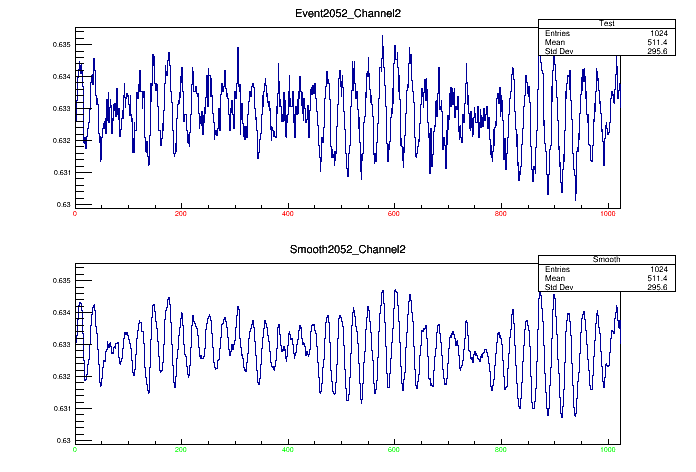 Event2052_Channel2
Test
Entries 1024
Mean 511.4
Std Dev 295.6
0.635
0.634
0.633
0.632
0.631
0.63
0 200 400 600 800 1000
Smooth2052_Channel2
Smooth
Entries 1024
Mean 511.4
Std Dev 295.6
0.635
0.634
0.633
0.632
0.631
0.63
0 200 400 600 800 1000